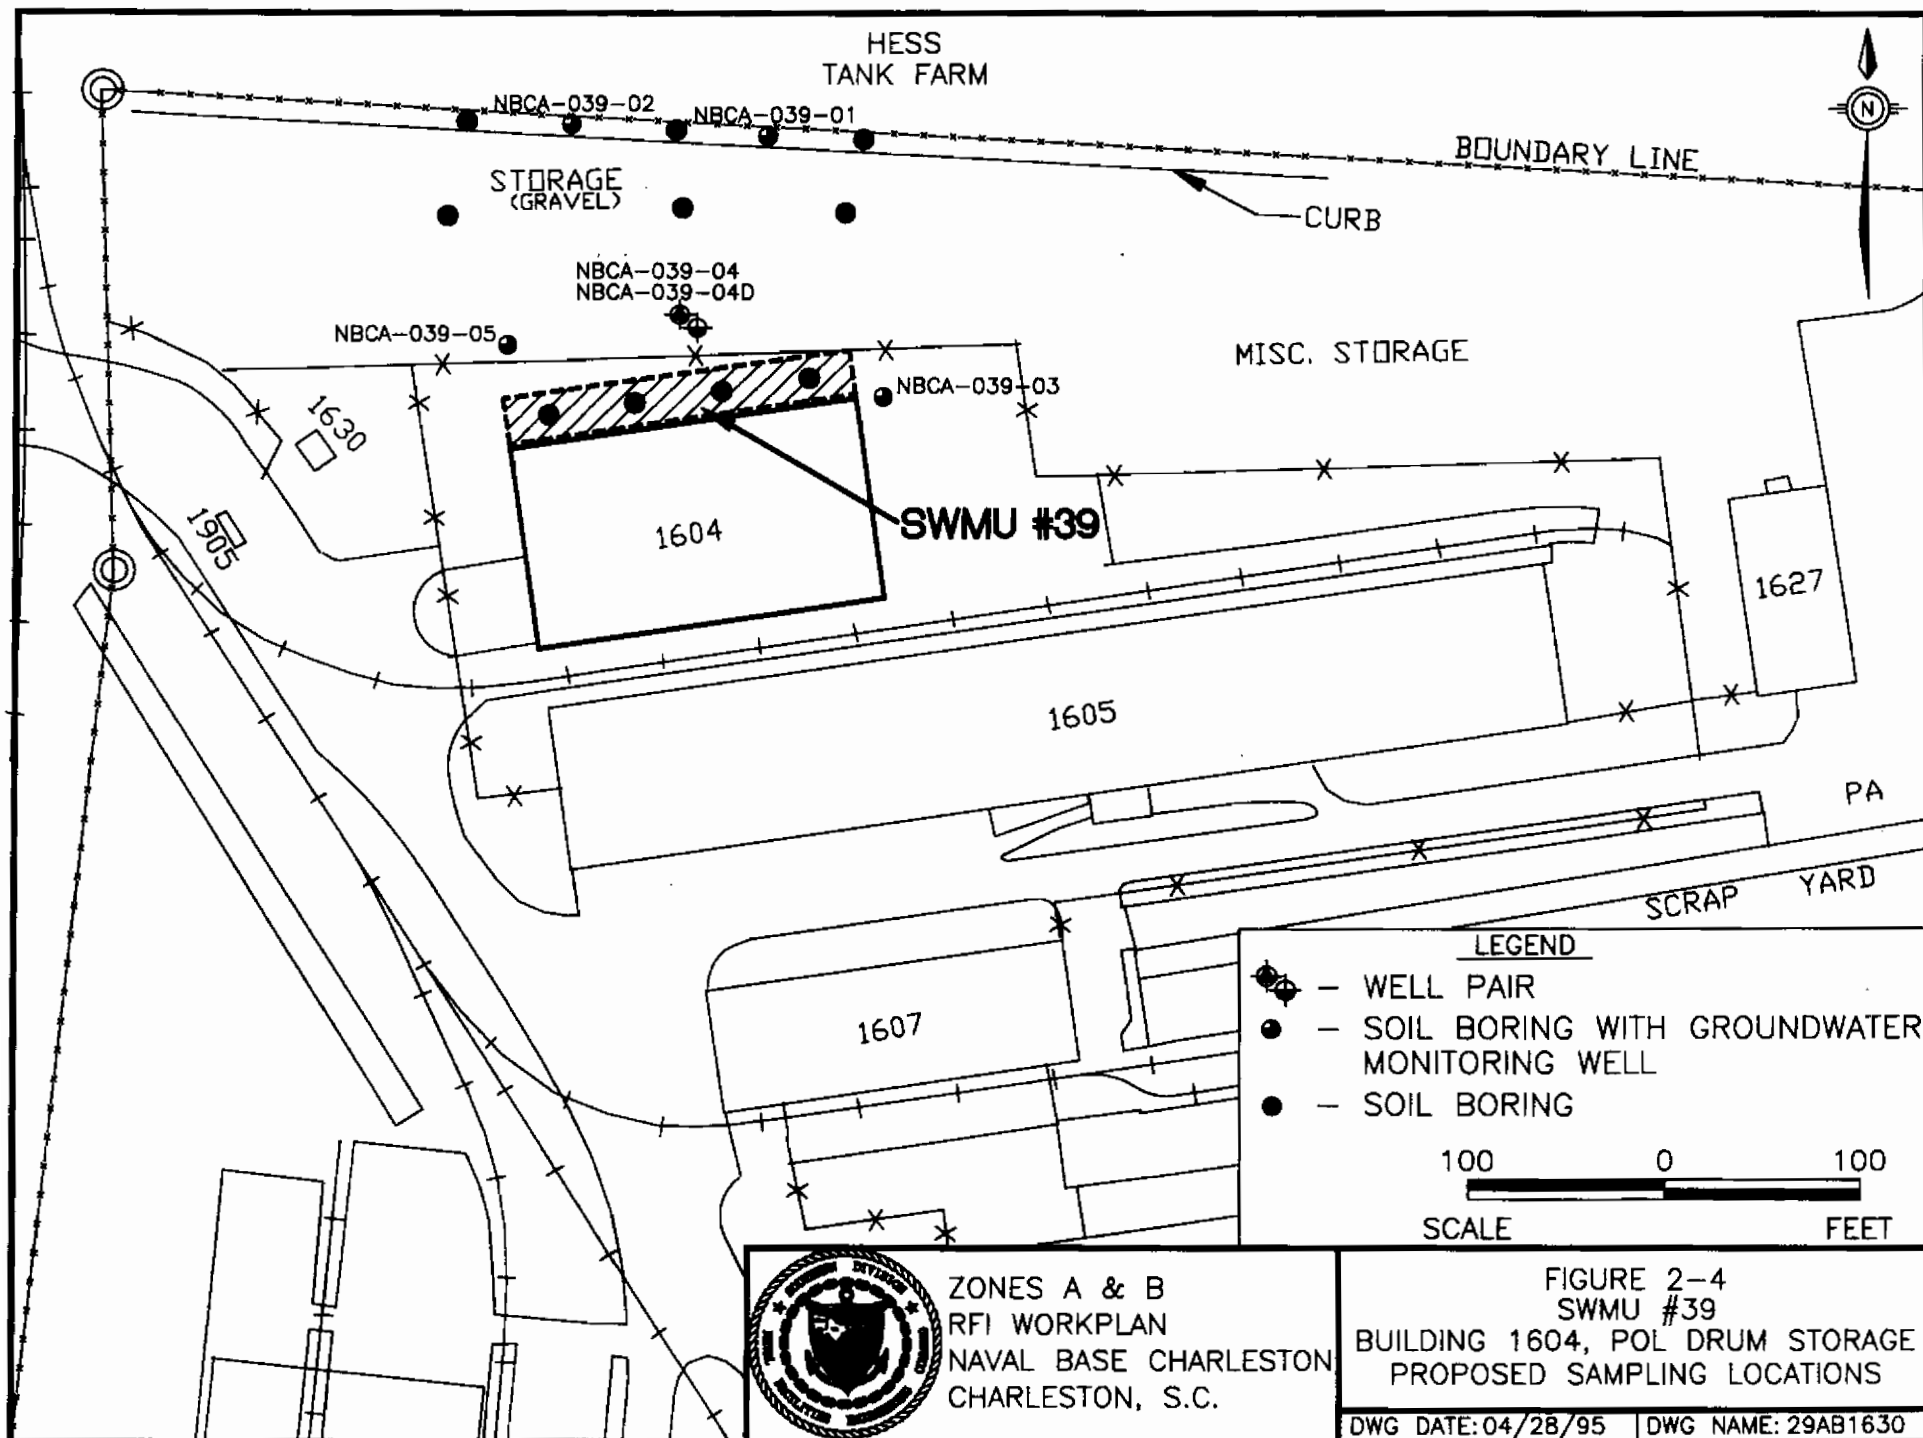 HESS
TANK FARM
N
NBCA-039-02
NBCA-039-01
BOUNDARY LINE
STORAGE
(GRAVEL)
CURB
NBCA-039-04
NBCA-039-04D
NBCA-039-05
MISC. STORAGE
NBCA-039-03
1630
1905
SWMU #39
1604
1627
1605
PA
SCRAP YARD
1607
LEGEND
- WELL PAIR
- SOIL BORING WITH GROUNDWATER
MONITORING WELL
- SOIL BORING
100 0 100
SCALE FEET
SOUTHERN DIVISION
ZONES A & B
RFI WORKPLAN
NAVAL BASE CHARLESTON
CHARLESTON, S.C.
FIGURE 2-4
SWMU #39
BUILDING 1604, POL DRUM STORAGE
PROPOSED SAMPLING LOCATIONS
DWG DATE: 04/28/95 DWG NAME: 29AB1630